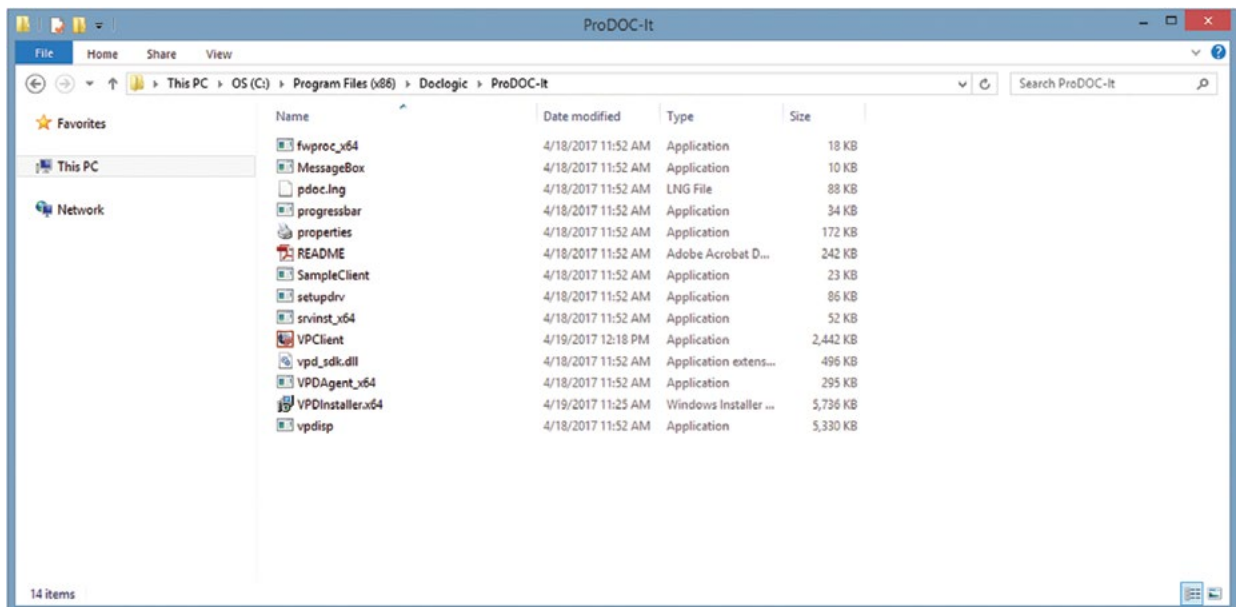 ProDOC-It
File Home Share View
This PC OS (C:) Program Files (x86) Doclogic ProDOC-It Search ProDOC-It
Favorites
This PC
Network
Name Date modified Type Size
fwproc_x64 4/18/2017 11:52 AM Application 18 KB
MessageBox 4/18/2017 11:52 AM Application 10 KB
pdoc.lng 4/18/2017 11:52 AM LNG File 88 KB
progressbar 4/18/2017 11:52 AM Application 34 KB
properties 4/18/2017 11:52 AM Application 172 KB
README 4/18/2017 11:52 AM Adobe Acrobat D... 242 KB
SampleClient 4/18/2017 11:52 AM Application 23 KB
setupdrv 4/18/2017 11:52 AM Application 86 KB
srvinst_x64 4/18/2017 11:52 AM Application 52 KB
VPClient 4/19/2017 12:18 PM Application 2,442 KB
vpd_sdk.dll 4/18/2017 11:52 AM Application extens... 496 KB
VPDAgent_x64 4/18/2017 11:52 AM Application 295 KB
VPDInstaller.x64 4/19/2017 11:25 AM Windows Installer ... 5,736 KB
vpdisp 4/18/2017 11:52 AM Application 5,330 KB
14 items